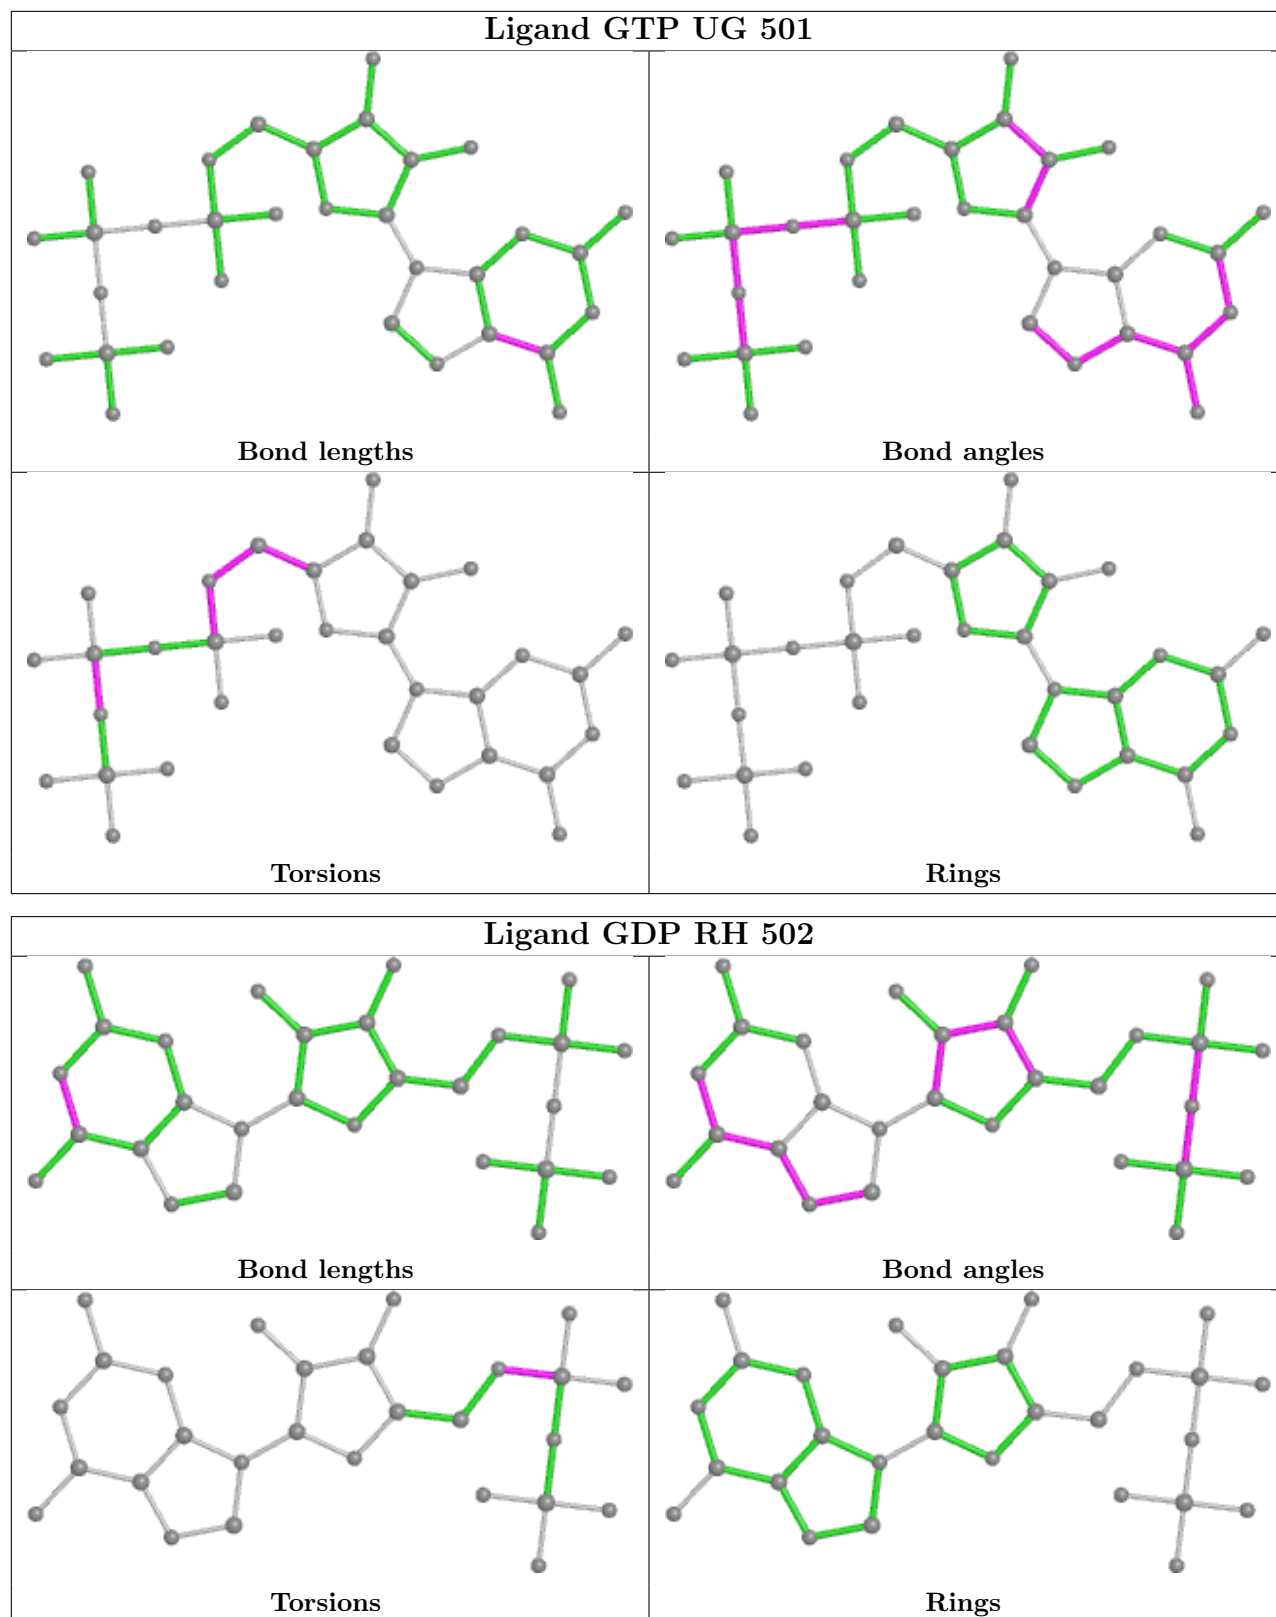 Ligand GTP UG 501
Bond lengths
Bond angles
Torsions
Rings
Ligand GDP RH 502
Bond lengths
Bond angles
Torsions
Rings